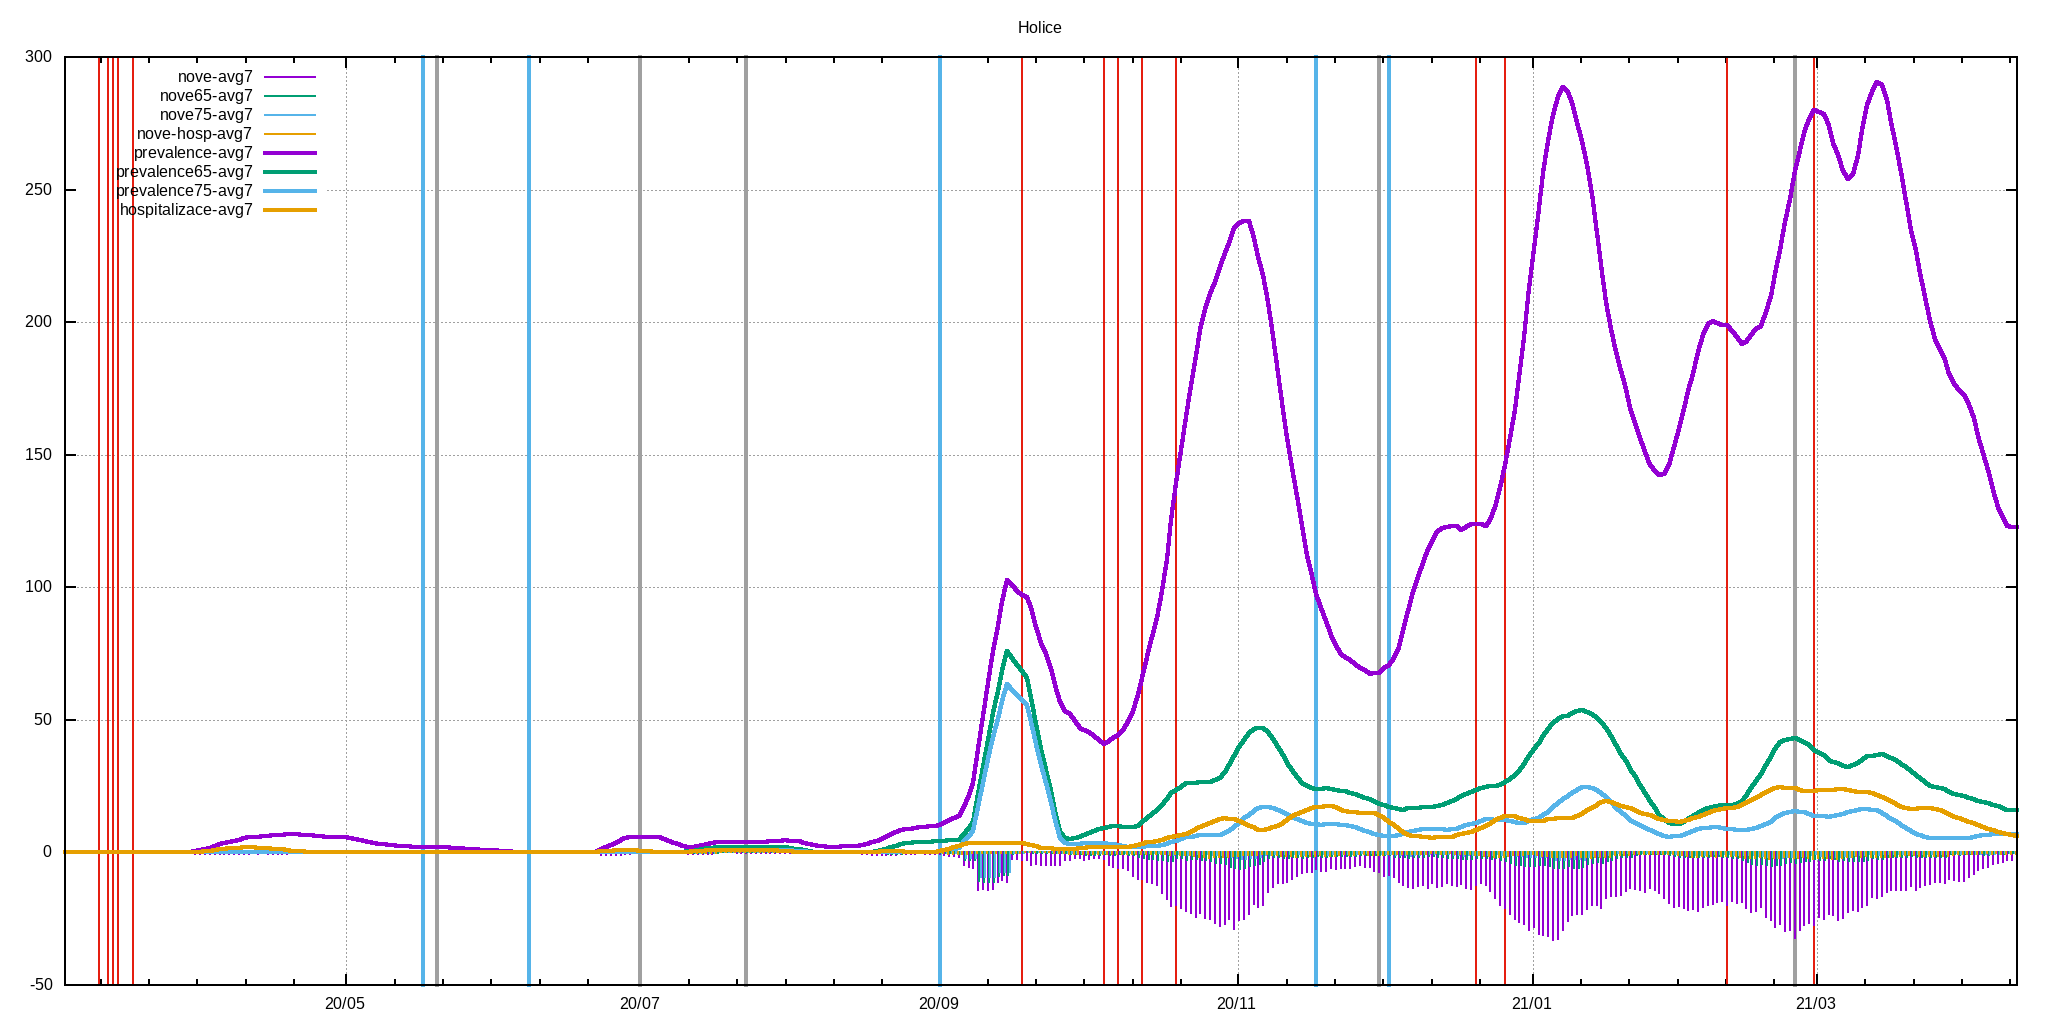 Holice
300
250
200
150
100
50
0
-50
nove-avg7
nove65-avg7
nove75-avg7
nove-hosp-avg7
prevalence-avg7
prevalence65-avg7
prevalence75-avg7
hospitalizace-avg7
20/05
20/07
20/09
20/11
21/01
21/03